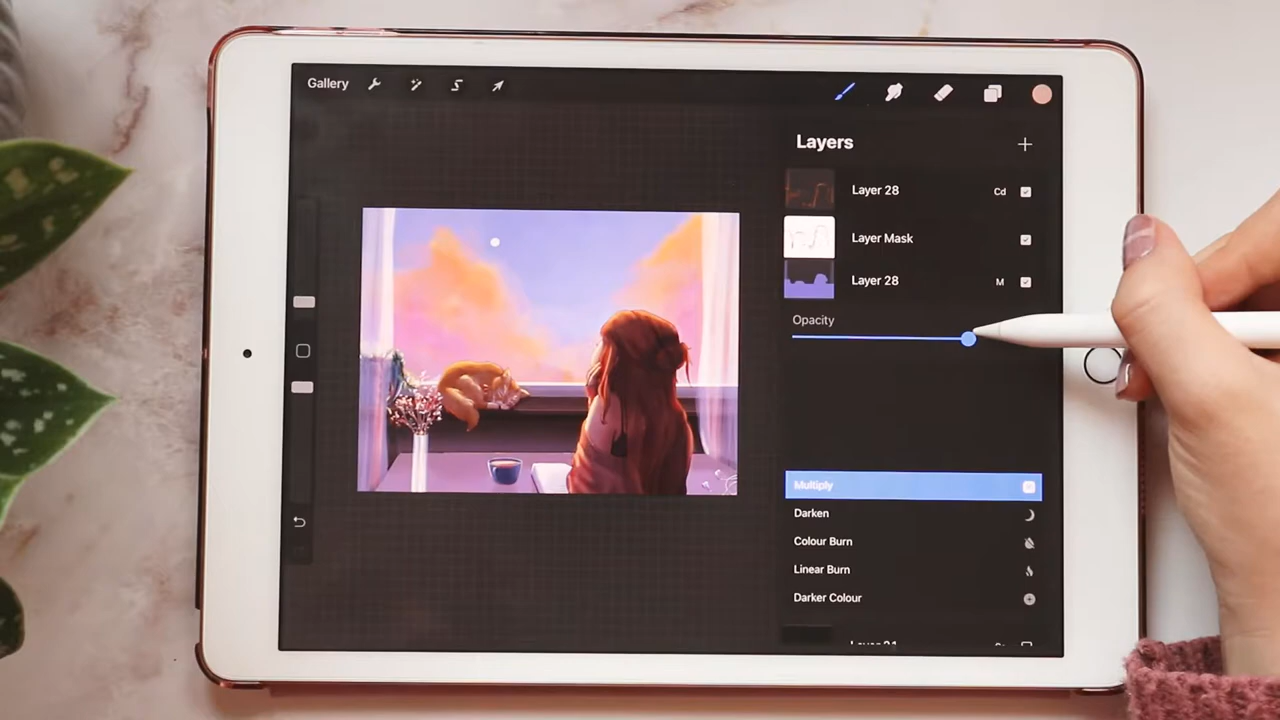 Gallery
Layers
Layer 28 Cd
Layer Mask
Layer 28 M
Opacity
Multiply
Darken
Colour Burn
Linear Burn
Darker Colour